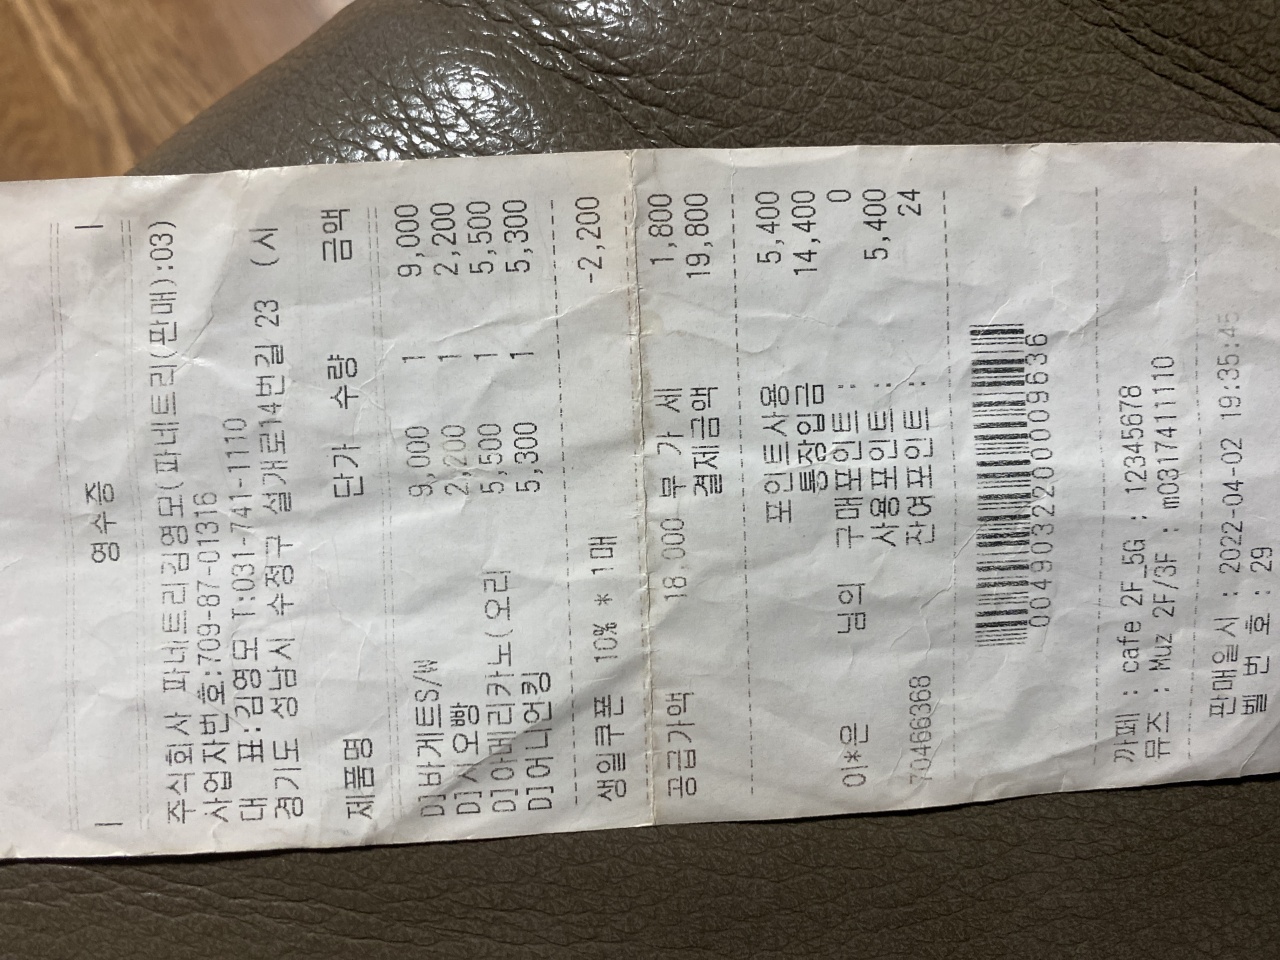 영수증
주식회사 파네트리김영모(파네트리(판매):03)
사업자번호:709-87-01316
대 표:김영모 T:031-741-1110
경기도 성남시 수정구 설개로14번길 23 (시
제품명 단가 수량 금액
D]바게트S/W 9,000 1 9,000
D]시오빵 2,200 1 2,200
D]아메리카노(오리 5,500 1 5,500
D]어니언킹 5,300 1 5,300
생일쿠폰 10% * 1매 -2,200
공급가액 18,000 부 가 세 1,800
결제금액 19,800
포인트사용 5,400
통장입금 14,400
이*은 님의 구매포인트: 0
사용포인트: 5,400
70466368 잔여포인트: 24
0049032200009636
카페 : cafe 2F_5G ; 12345678
뮤즈 : Muz 2F/3F : m0317411110
판매일시 : 2022-04-02 19:35:45
벨 번 호 : 29